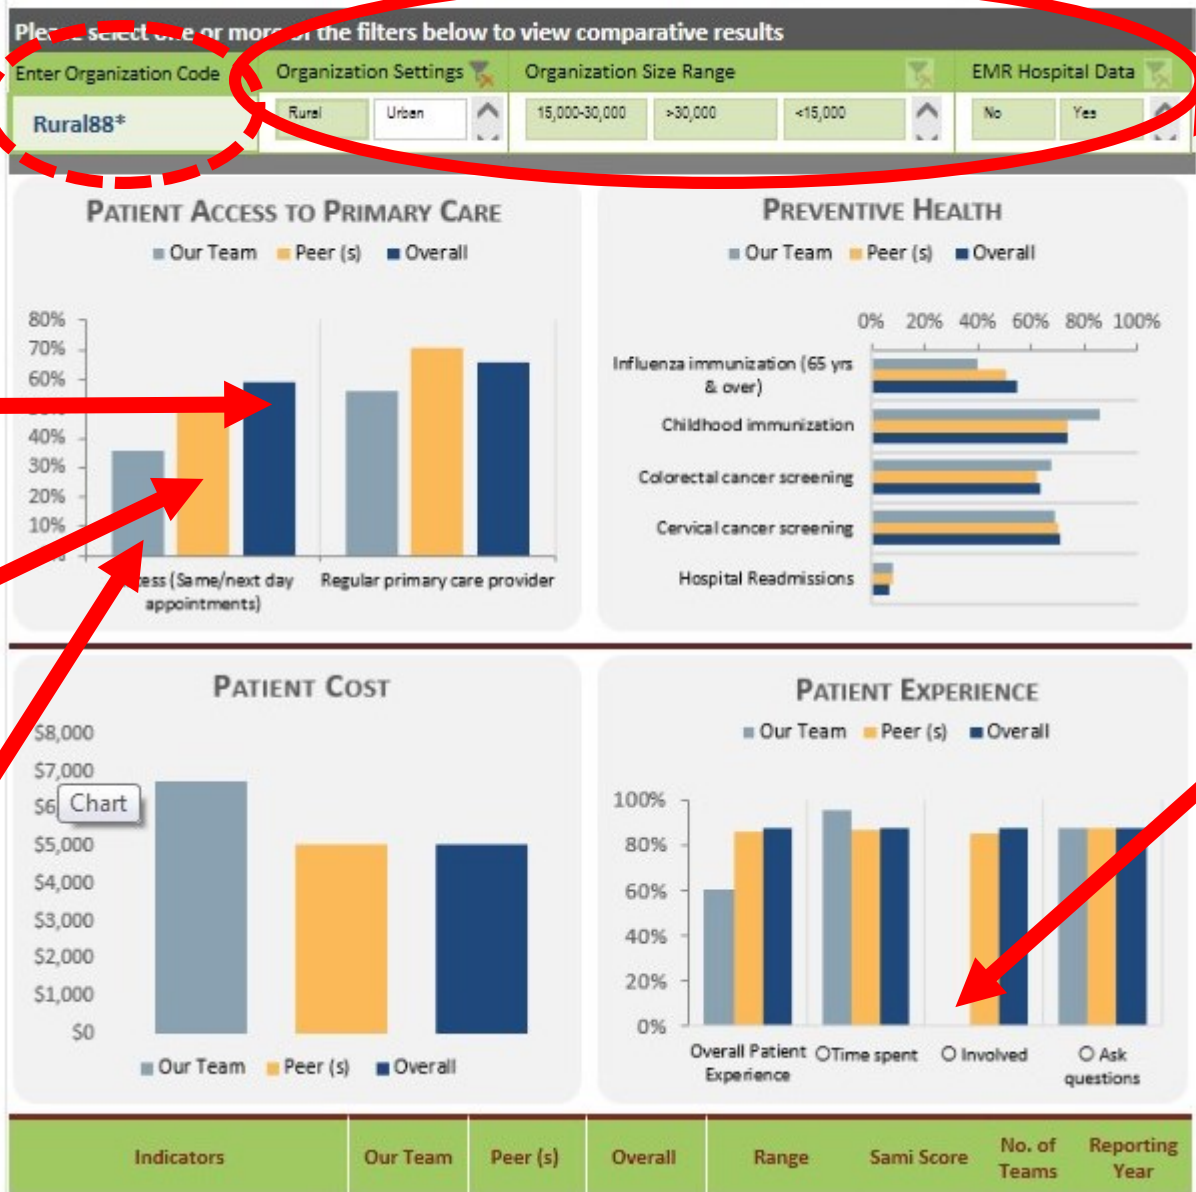 Please select one or more of the filters below to view comparative results
Enter Organization Code
Organization Settings
Organization Size Range
EMR Hospital Data
Rural88*
Rural
Urban
15,000-30,000
>30,000
<15,000
No
Yes
PATIENT ACCESS TO PRIMARY CARE
Our Team Peer (s) Overall
80%
70%
60%
40%
30%
20%
10%
(Same/next day
appointments)
Regular primary care provider
PREVENTIVE HEALTH
Our Team Peer (s) Overall
0% 20% 40% 60% 80% 100%
Influenza immunization (65 yrs
& over)
Childhood immunization
Colorectal cancer screening
Cervical cancer screening
Hospital Readmissions
PATIENT COST
$8,000
$7,000
Chart
$5,000
$4,000
$3,000
$2,000
$1,000
$0
Our Team Peer (s) Overall
PATIENT EXPERIENCE
Our Team Peer (s) Overall
100%
80%
60%
40%
20%
0%
Overall Patient
Experience
O Time spent
O Involved
O Ask
questions
Indicators
Our Team
Peer (s)
Overall
Range
Sami Score
No. of
Teams
Reporting
Year